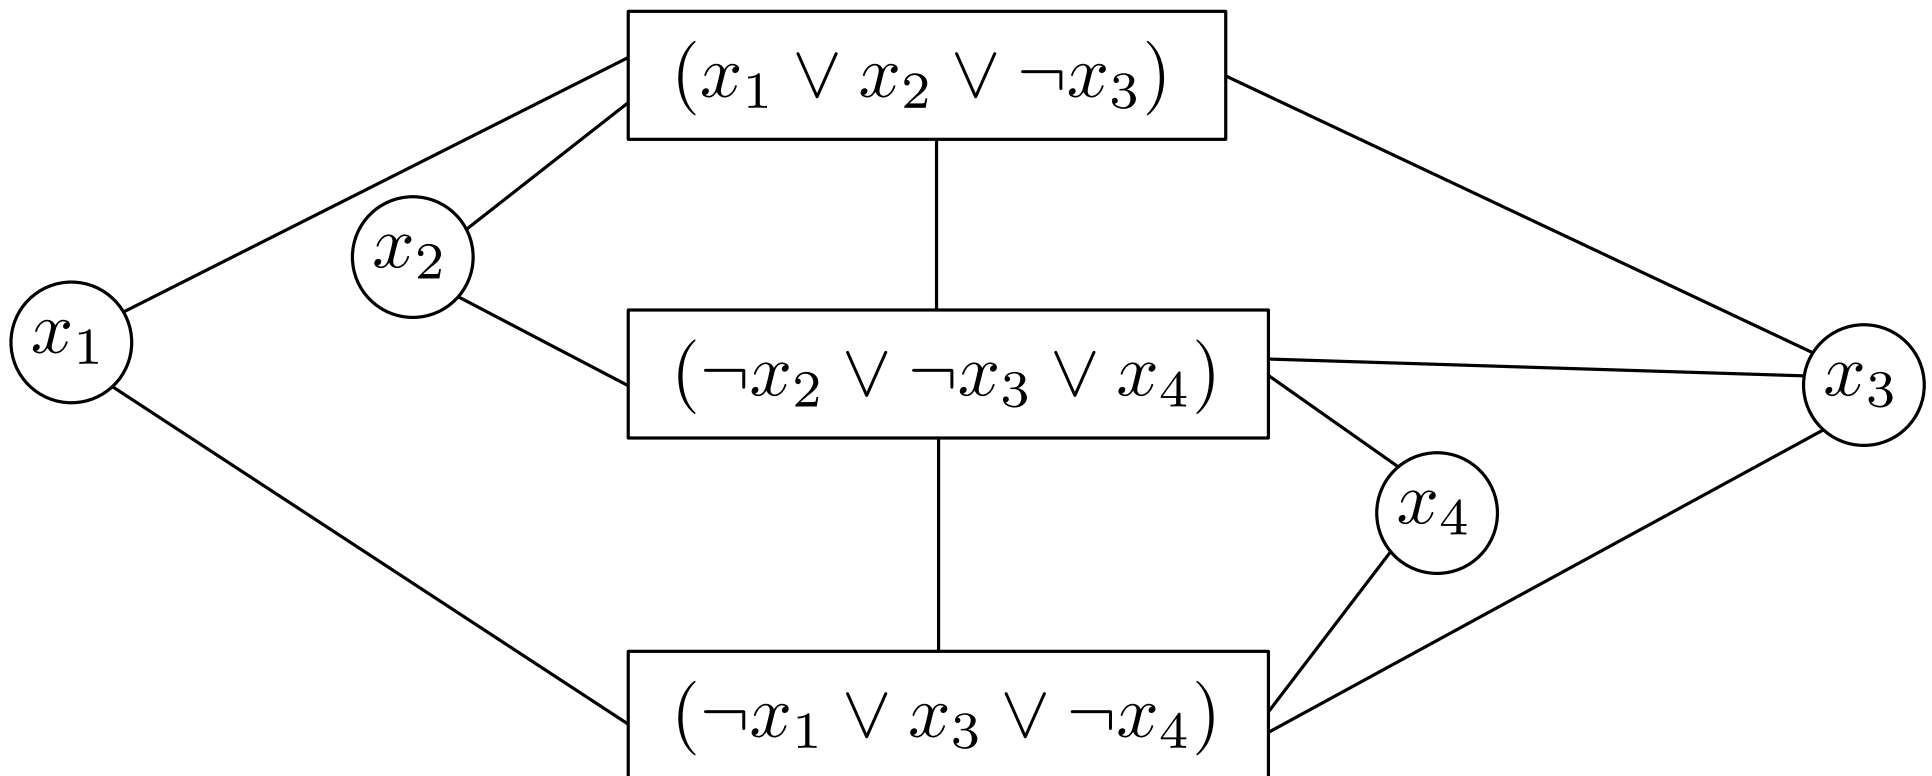 (x₁ ∨ x₂ ∨ ¬x₃)
x₂
x₁
(¬x₂ ∨ ¬x₃ ∨ x₄)
x₃
x₄
(¬x₁ ∨ x₃ ∨ ¬x₄)